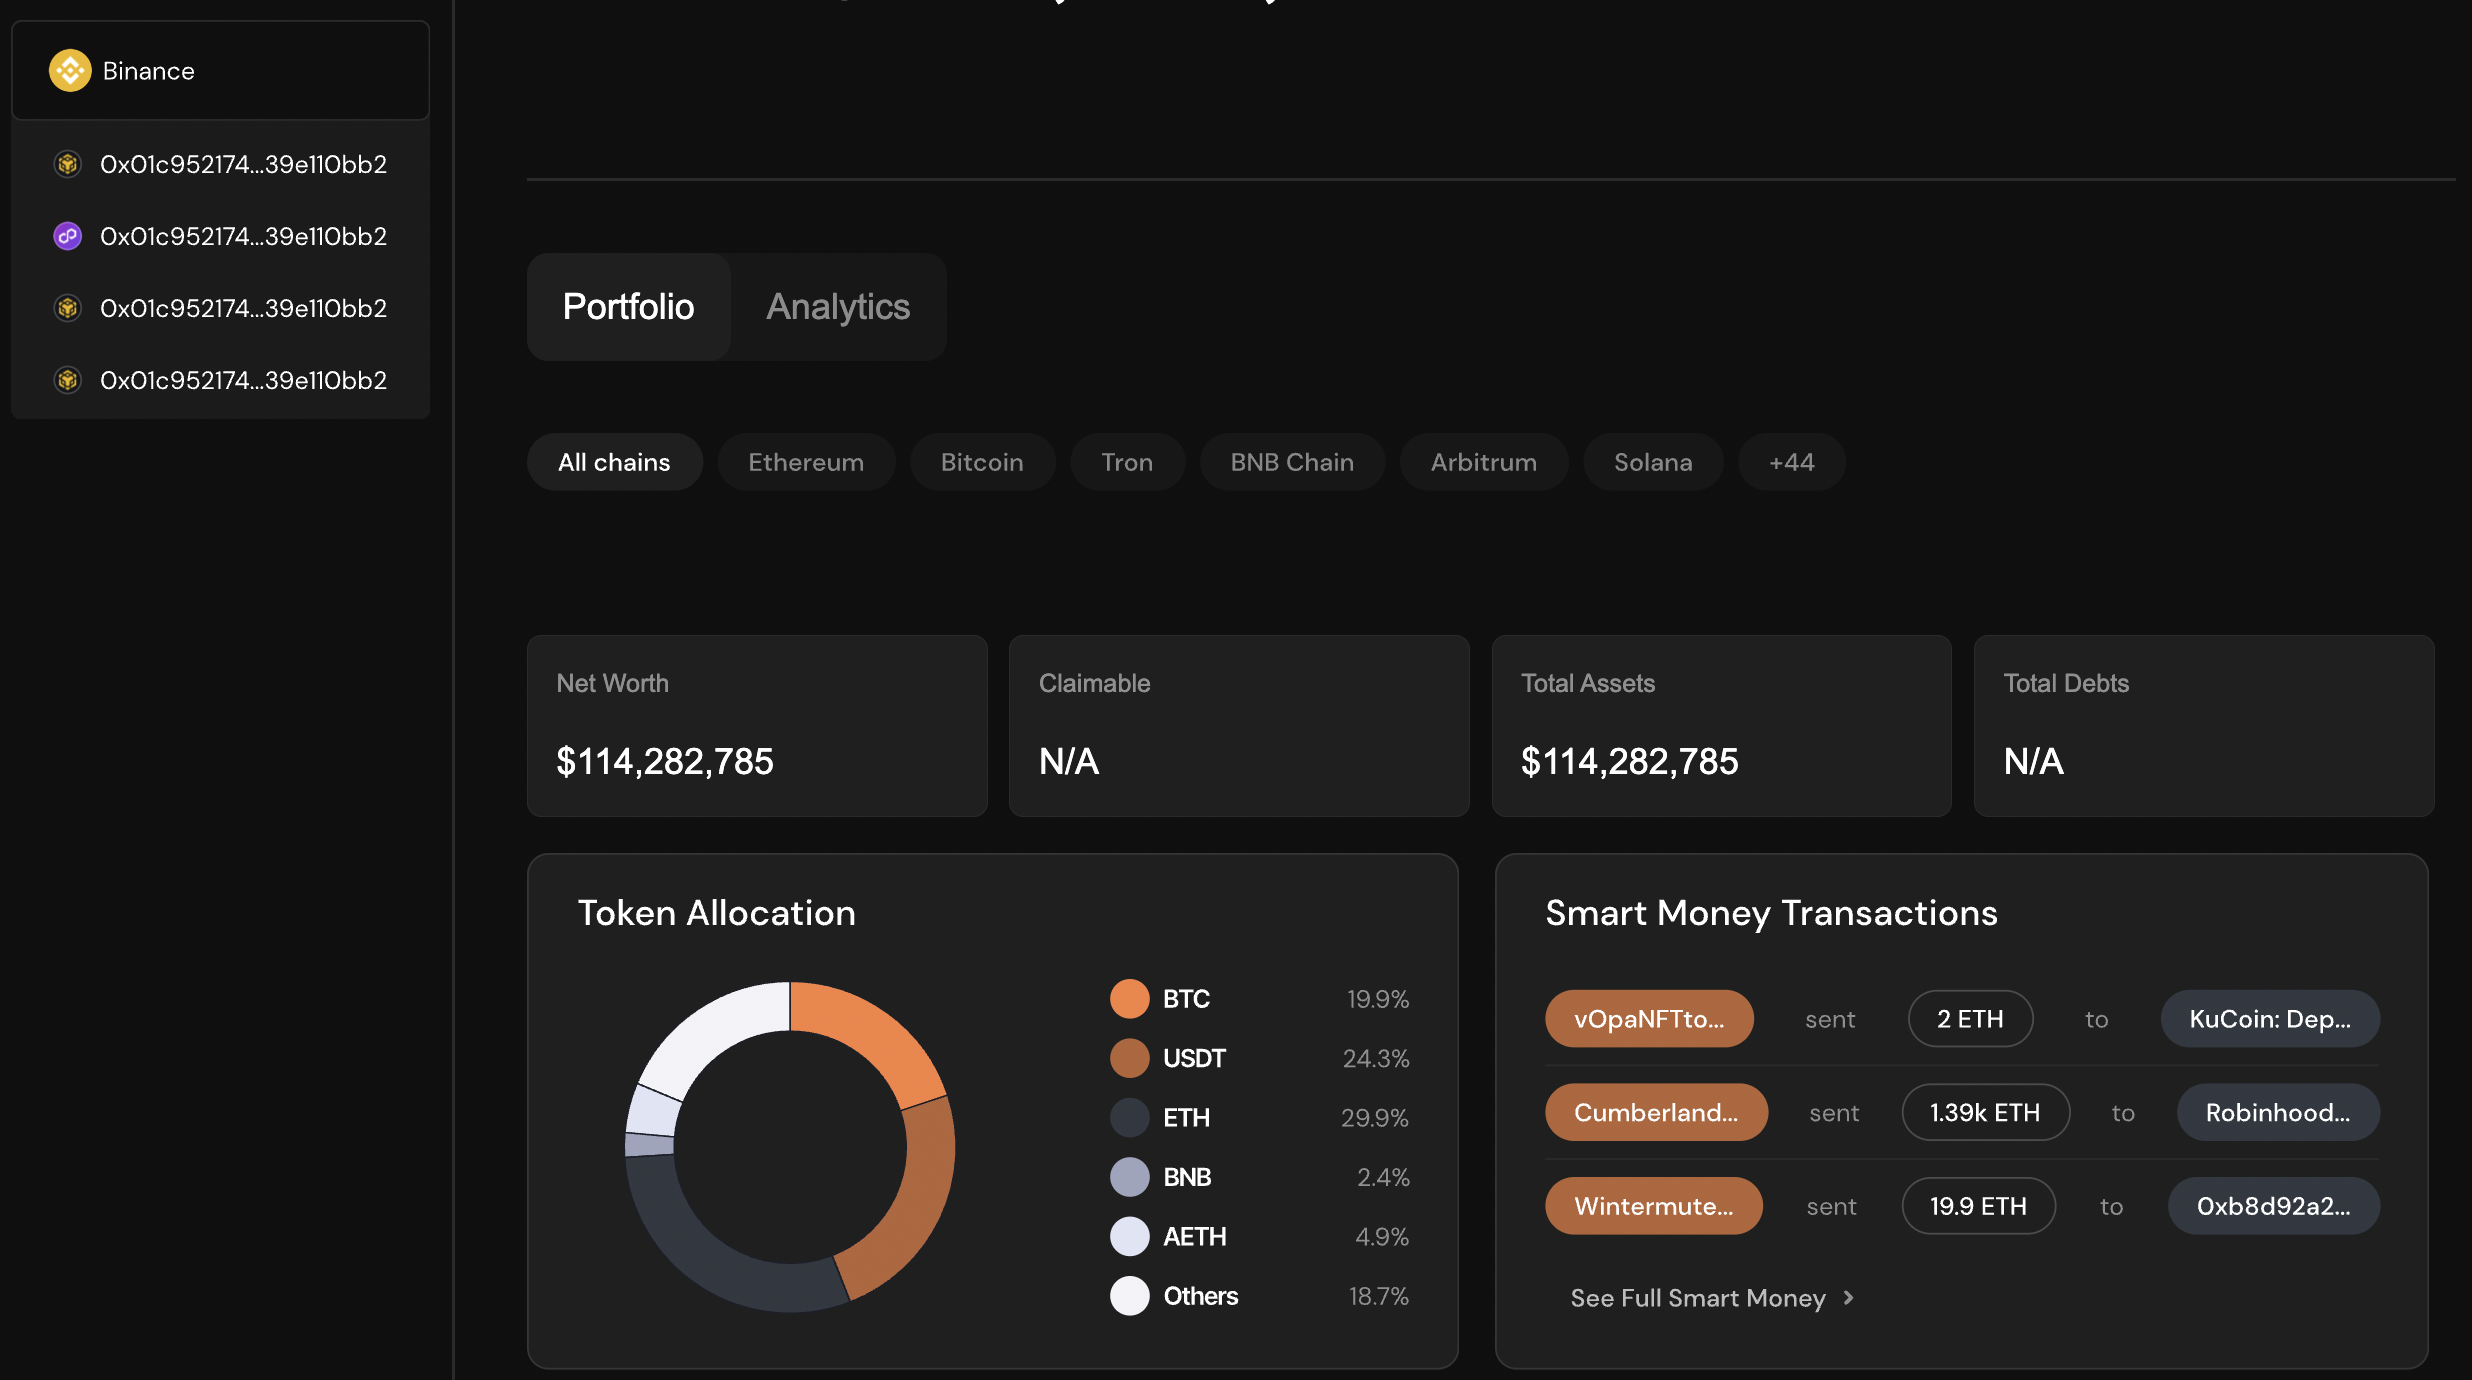 Binance
0x01c952174...39e110bb2
0x01c952174...39e110bb2
0x01c952174...39e110bb2
0x01c952174...39e110bb2
Portfolio Analytics
All chains Ethereum Bitcoin Tron BNB Chain Arbitrum Solana +44
Net Worth Claimable Total Assets Total Debts
$114,282,785 N/A $114,282,785 N/A
Token Allocation
BTC 19.9%
USDT 24.3%
ETH 29.9%
BNB 2.4%
AETH 4.9%
Others 18.7%
Smart Money Transactions
vOpaNFTto... sent 2 ETH to KuCoin: Dep...
Cumberland... sent 1.39k ETH to Robinhood...
Wintermute... sent 19.9 ETH to 0xb8d92a2...
See Full Smart Money >